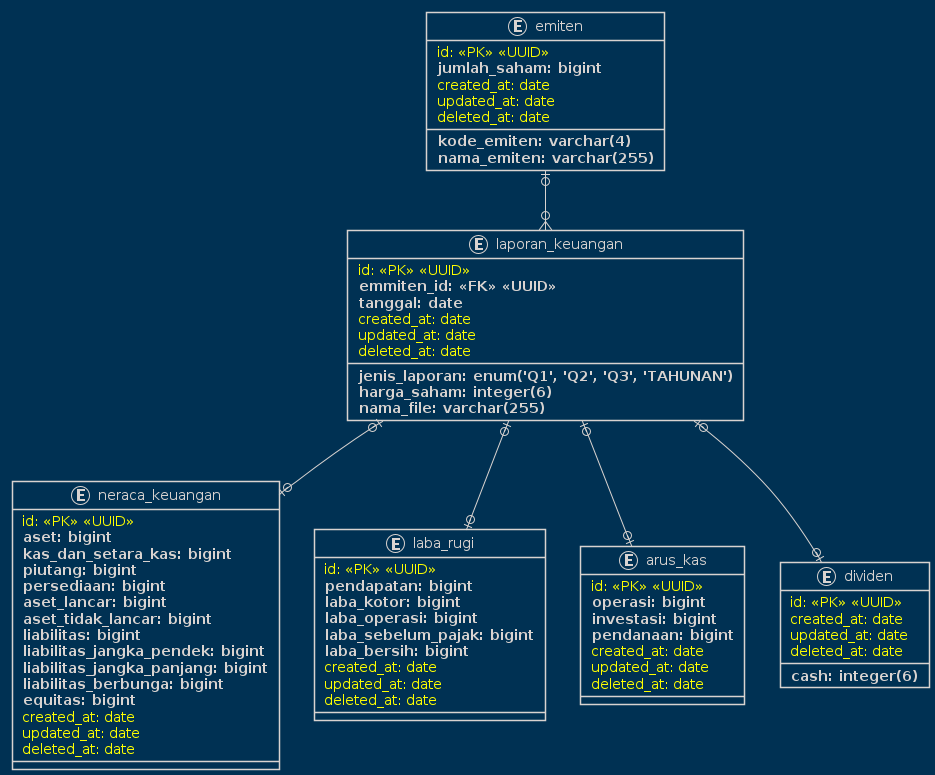 E emiten
id: «PK» «UUID»
jumlah_saham: bigint
created_at: date
updated_at: date
deleted_at: date
kode_emiten: varchar(4)
nama_emiten: varchar(255)
E laporan_keuangan
id: «PK» «UUID»
emmiten_id: «FK» «UUID»
tanggal: date
created_at: date
updated_at: date
deleted_at: date
jenis_laporan: enum('Q1', 'Q2', 'Q3', 'TAHUNAN')
harga_saham: integer(6)
nama_file: varchar(255)
E neraca_keuangan
id: «PK» «UUID»
aset: bigint
kas_dan_setara_kas: bigint
piutang: bigint
persediaan: bigint
aset_lancar: bigint
aset_tidak_lancar: bigint
liabilitas: bigint
liabilitas_jangka_pendek: bigint
liabilitas_jangka_panjang: bigint
liabilitas_berbunga: bigint
equitas: bigint
created_at: date
updated_at: date
deleted_at: date
E laba_rugi
id: «PK» «UUID»
pendapatan: bigint
laba_kotor: bigint
laba_operasi: bigint
laba_sebelum_pajak: bigint
laba_bersih: bigint
created_at: date
updated_at: date
deleted_at: date
E arus_kas
id: «PK» «UUID»
operasi: bigint
investasi: bigint
pendanaan: bigint
created_at: date
updated_at: date
deleted_at: date
E dividen
id: «PK» «UUID»
created_at: date
updated_at: date
deleted_at: date
cash: integer(6)